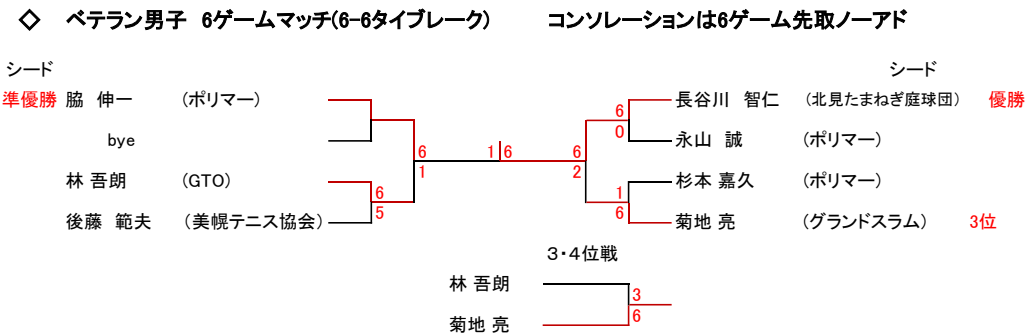 ◇ ベテラン男子 6ゲームマッチ(6-6タイブレーク) コンソレーションは6ゲーム先取ノーアド
シード シード
準優勝 脇 伸一 (ポリマー) 長谷川 智仁 (北見たまねぎ庭球団) 優勝
6
bye 0 永山 誠 (ポリマー)
6 1 6 6
1 2
林 吾朗 (GTO) 杉本 嘉久 (ポリマー)
6 1
後藤 範夫 (美幌テニス協会) 5 6 菊地 亮 (グランドスラム) 3位
3・4位戦
林 吾朗
3
菊地 亮 6